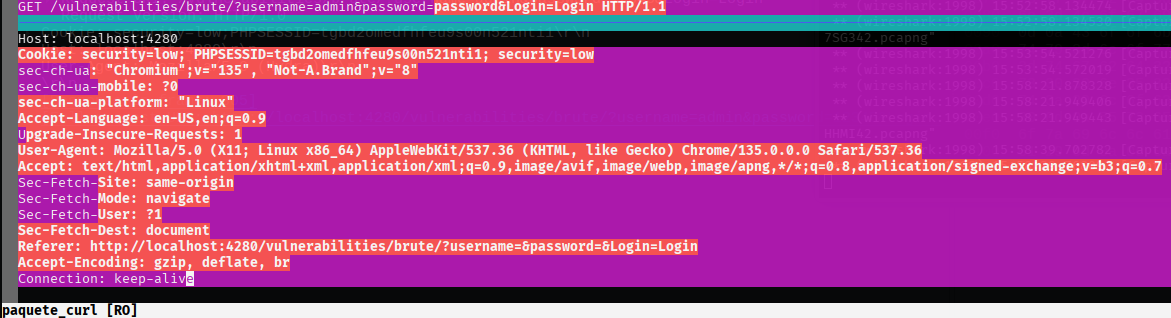 GET /vulnerabilities/brute/?username=admin&password=password&Login=Login HTTP/1.1
Host: localhost:4280
Cookie: security=low; PHPSESSID=tgbd2omedfhfeu9s00n521nti1; security=low
sec-ch-ua: "Chromium";v="135", "Not-A.Brand";v="8"
sec-ch-ua-mobile: ?0
sec-ch-ua-platform: "Linux"
Accept-Language: en-US,en;q=0.9
Upgrade-Insecure-Requests: 1
User-Agent: Mozilla/5.0 (X11; Linux x86_64) AppleWebKit/537.36 (KHTML, like Gecko) Chrome/135.0.0.0 Safari/537.36
Accept: text/html,application/xhtml+xml,application/xml;q=0.9,image/avif,image/webp,image/apng,*/*;q=0.8,application/signed-exchange;v=b3;q=0.7
Sec-Fetch-Site: same-origin
Sec-Fetch-Mode: navigate
Sec-Fetch-User: ?1
Sec-Fetch-Dest: document
Referer: http://localhost:4280/vulnerabilities/brute/?username=&password=&Login=Login
Accept-Encoding: gzip, deflate, br
Connection: keep-alive
paquete_curl [RO]